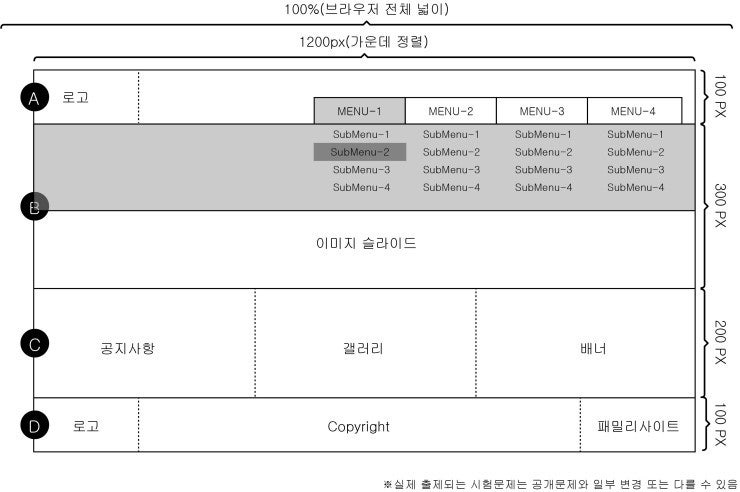 100%(브라우저 전체 넓이)
1200px(가운데 정렬)
A
로고
100 PX
MENU-1 MENU-2 MENU-3 MENU-4
SubMenu-1 SubMenu-1 SubMenu-1 SubMenu-1
SubMenu-2 SubMenu-2 SubMenu-2 SubMenu-2
SubMenu-3 SubMenu-3 SubMenu-3 SubMenu-3
SubMenu-4 SubMenu-4 SubMenu-4 SubMenu-4
B
300 PX
이미지 슬라이드
C
공지사항 갤러리 배너
200 PX
D
로고 Copyright 패밀리사이트
100 PX
※실제 출제되는 시험문제는 공개문제와 일부 변경 또는 다를 수 있음